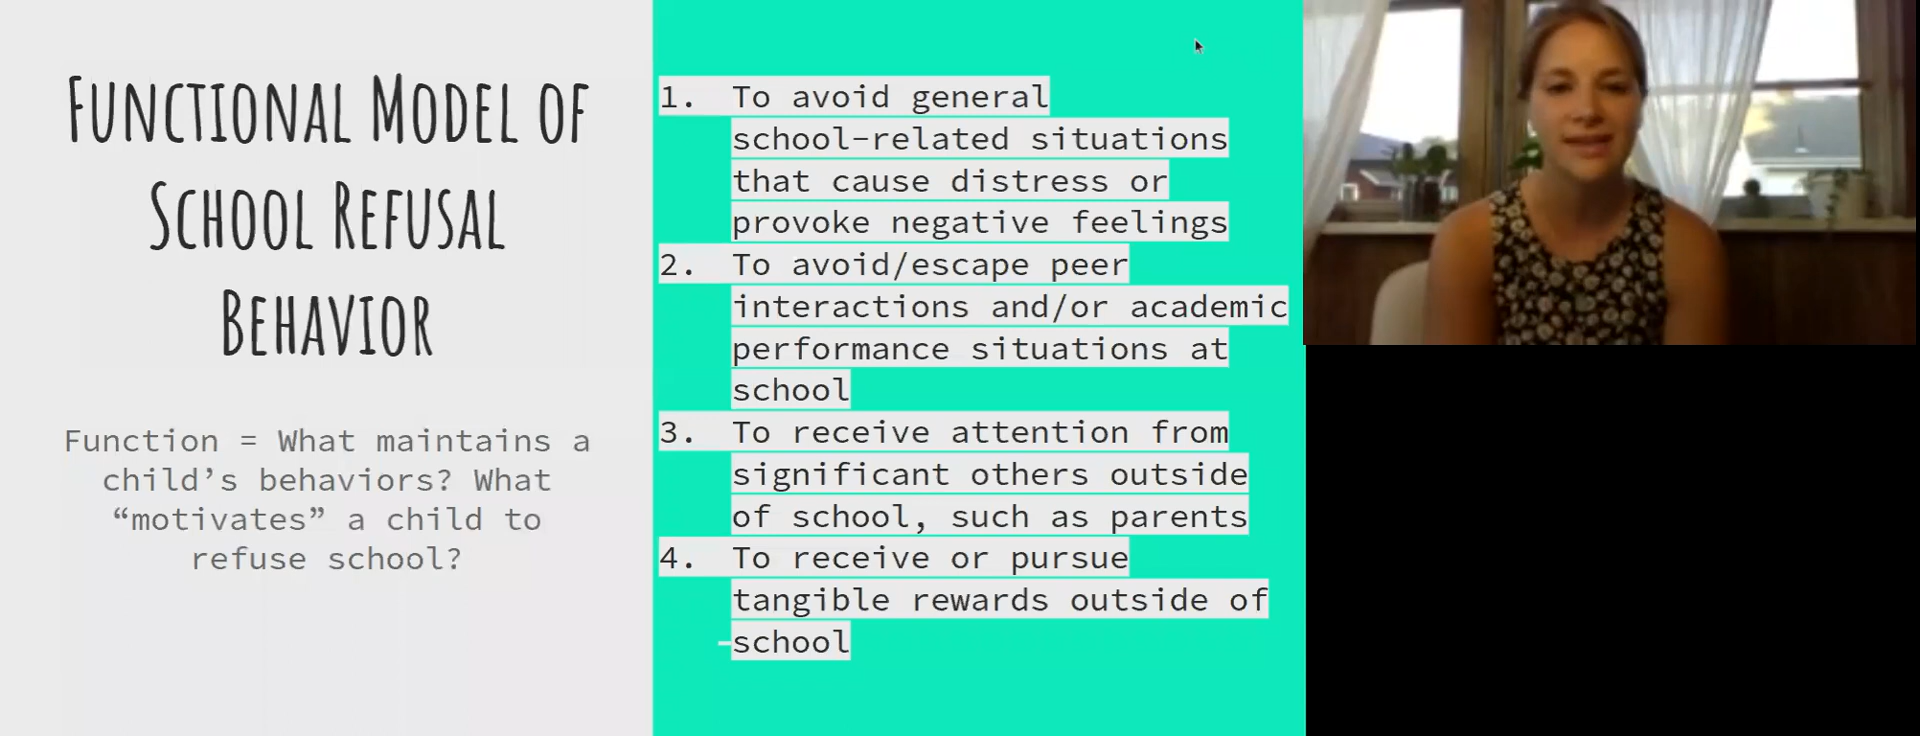 FUNCTIONAL MODEL OF
SCHOOL REFUSAL
BEHAVIOR
Function = What maintains a
child’s behaviors? What
“motivates” a child to
refuse school?
1. To avoid general
school-related situations
that cause distress or
provoke negative feelings
2. To avoid/escape peer
interactions and/or academic
performance situations at
school
3. To receive attention from
significant others outside
of school, such as parents
4. To receive or pursue
tangible rewards outside of
school